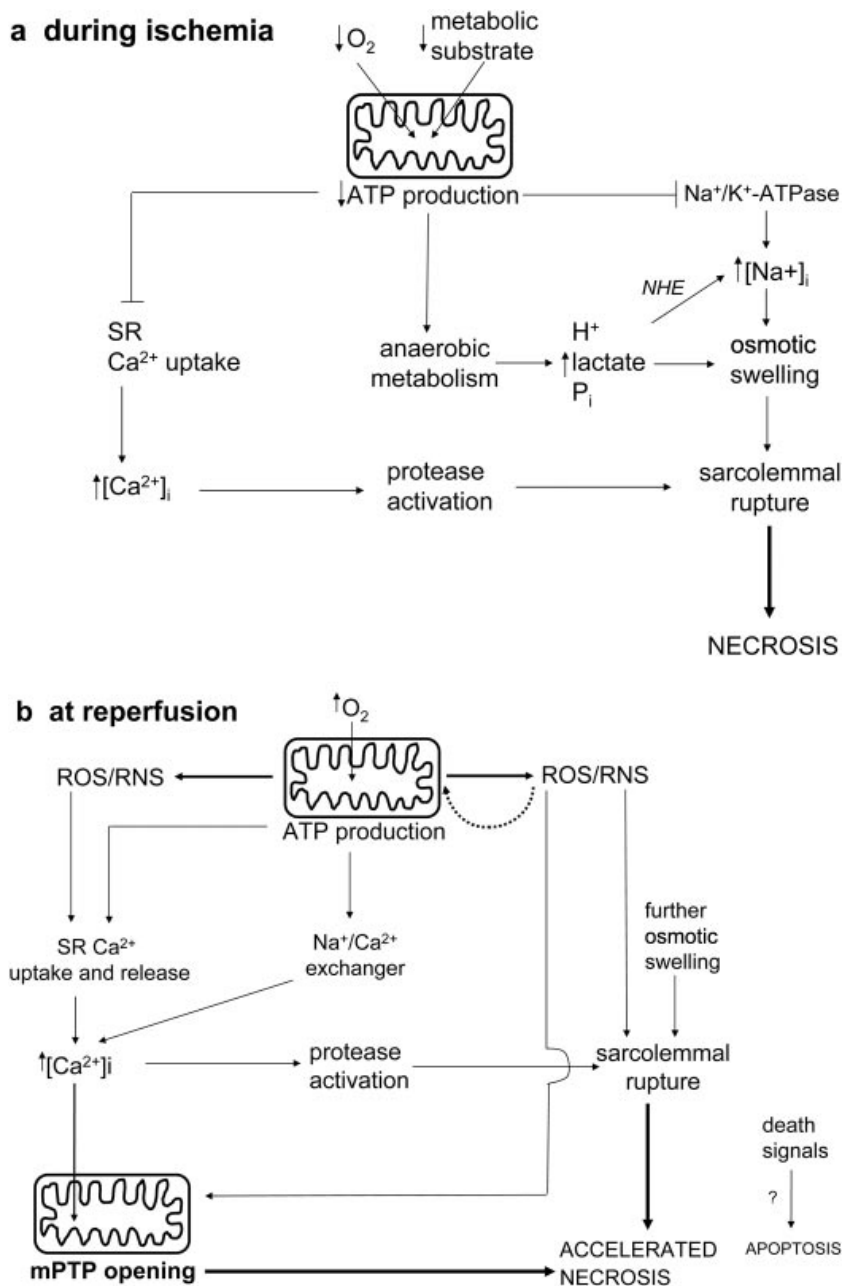 a during ischemia
↓O₂
↓metabolic
substrate
↓ATP production
Na⁺/K⁺-ATPase
↑[Na+]ᵢ
NHE
SR
Ca²⁺ uptake
anaerobic
metabolism
H⁺
↑lactate
Pᵢ
osmotic
swelling
↑[Ca²⁺]ᵢ
protease
activation
sarcolemmal
rupture
NECROSIS
b at reperfusion
↑O₂
ROS/RNS
ROS/RNS
ATP production
SR Ca²⁺
uptake and release
Na⁺/Ca²⁺
exchanger
further
osmotic
swelling
↑[Ca²⁺]i
protease
activation
sarcolemmal
rupture
death
signals
?
mPTP opening
ACCELERATED
NECROSIS
APOPTOSIS